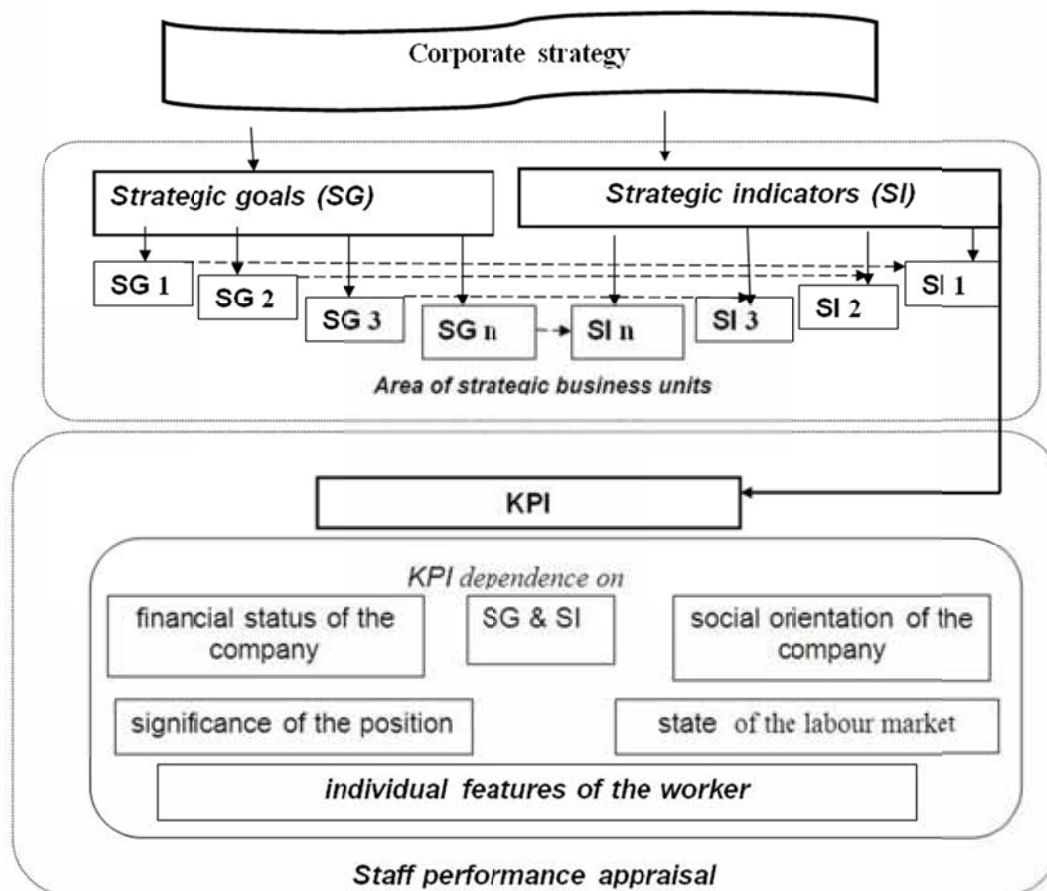 Corporate strategy
Strategic goals (SG)
Strategic indicators (SI)
SG 1
SG 2
SG 3
SG n
SI n
SI 3
SI 2
SI 1
Area of strategic business units
KPI
KPI dependence on
financial status of the
company
SG & SI
social orientation of the
company
significance of the position
state of the labour market
individual features of the worker
Staff performance appraisal